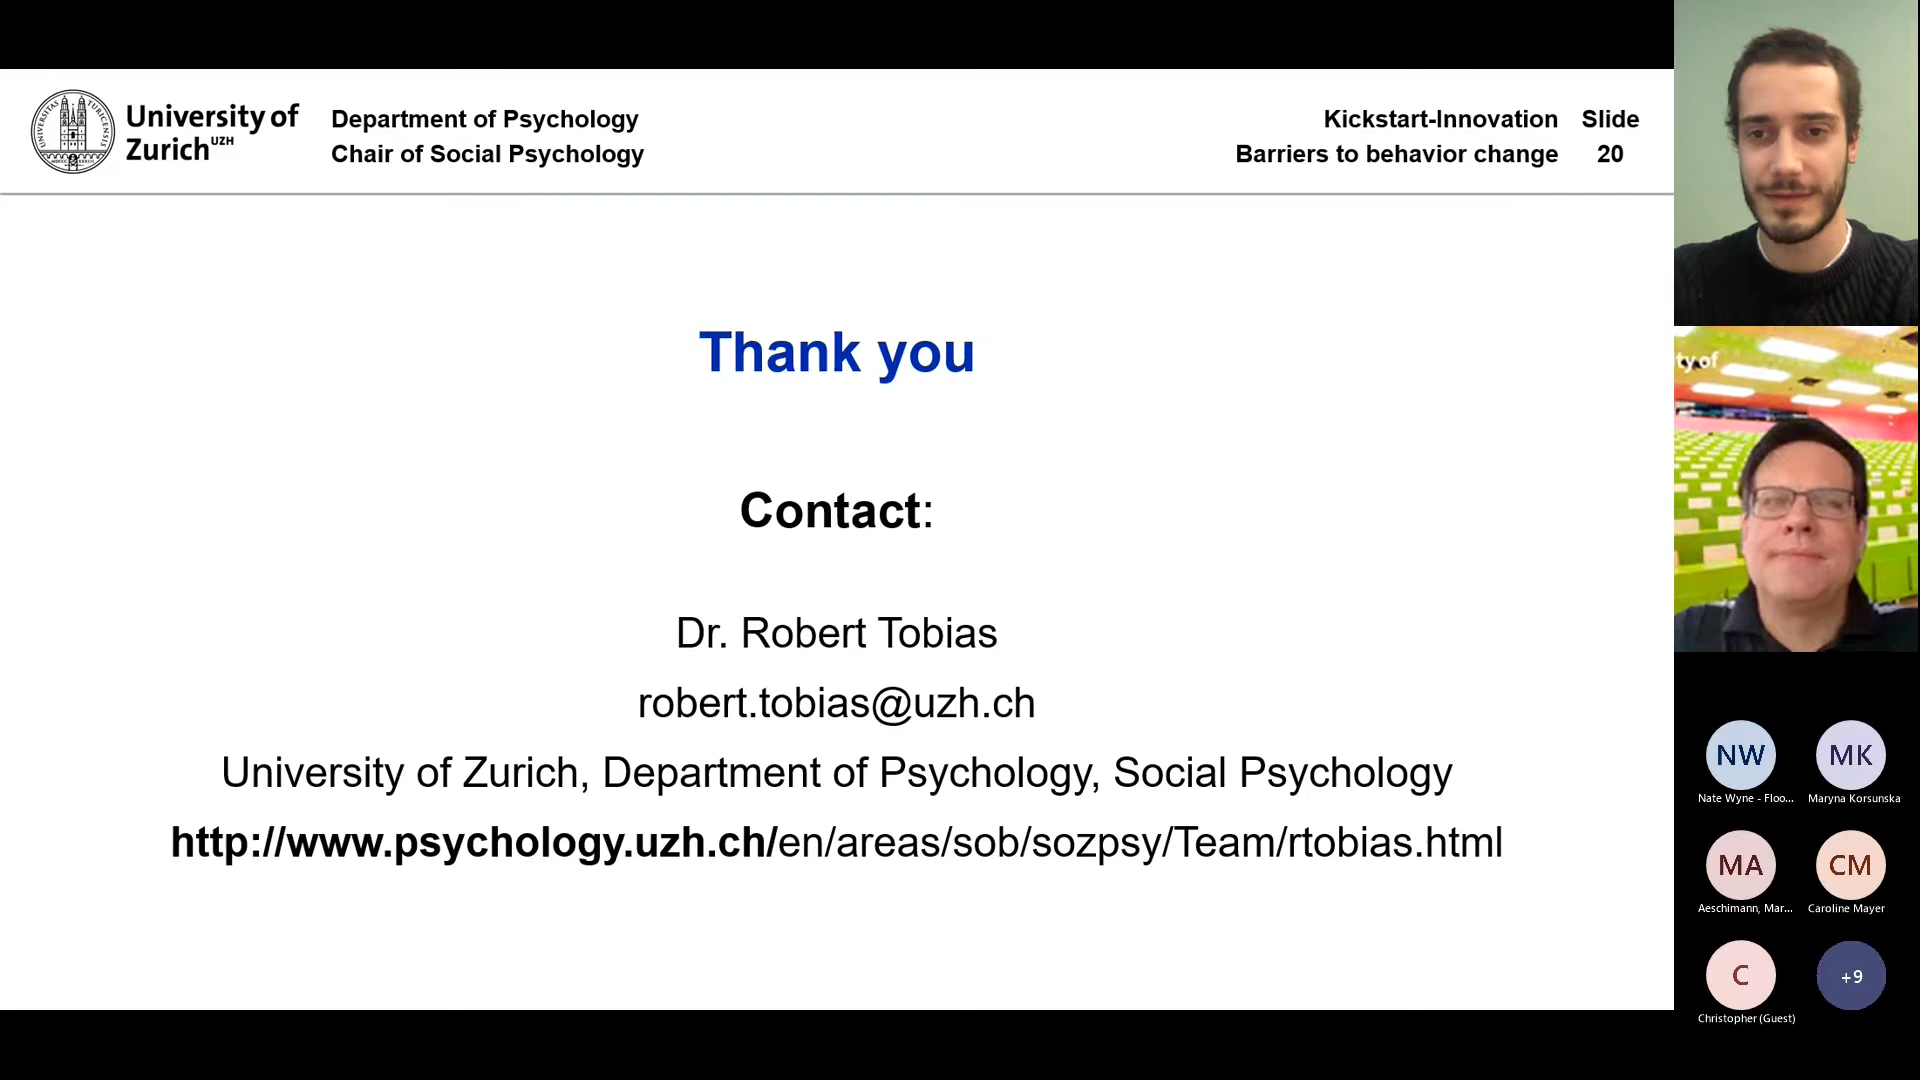 University of
Zurich UZH
Department of Psychology
Chair of Social Psychology
Kickstart-Innovation
Barriers to behavior change
Slide
20
Thank you
Contact:
Dr. Robert Tobias
robert.tobias@uzh.ch
University of Zurich, Department of Psychology, Social Psychology
http://www.psychology.uzh.ch/en/areas/sob/sozpsy/Team/rtobias.html
ty of
NW
Nate Wyne - Floo...
MK
Maryna Korsunska
MA
Aeschimann, Mar...
CM
Caroline Mayer
C
Christopher (Guest)
+9